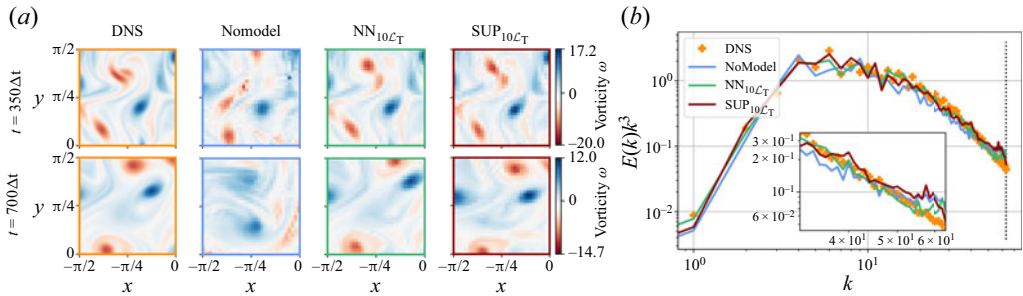 (a)
DNS
Nomodel
NN10ℒT
SUP10ℒT
t = 350Δt
y
π/2
π/4
0
17.2
0
−20.0
Vorticity ω
t = 700Δt
y
π/2
π/4
0
12.0
0
−14.7
Vorticity ω
−π/2 −π/4 0
−π/2 −π/4 0
−π/2 −π/4 0
−π/2 −π/4 0
x
x
x
x
(b)
E(k)k³
10⁰
10⁻¹
10⁻²
DNS
NoModel
NN10ℒT
SUP10ℒT
3 × 10⁻¹
2 × 10⁻¹
10⁻¹
6 × 10⁻²
4 × 10¹ 5 × 10¹ 6 × 10¹
10⁰ 10¹
k